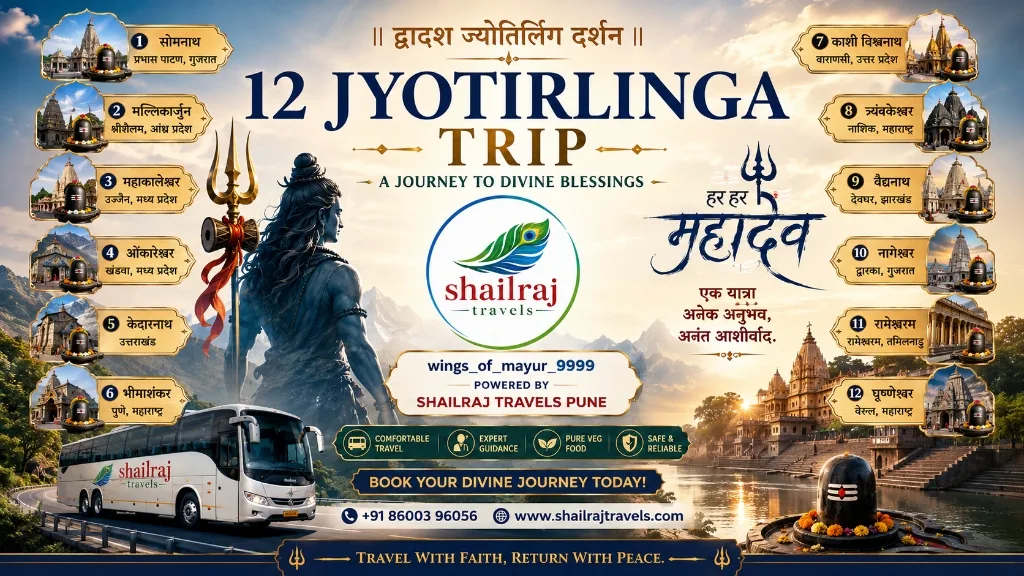 || द्वादश ज्योतिर्लिंग दर्शन ||
12 JYOTIRLINGA
TRIP
A JOURNEY TO DIVINE BLESSINGS
1 सोमनाथ
प्रभास पाटण, गुजरात
2 मल्लिकार्जुन
श्रीशैलम, आंध्र प्रदेश
3 महाकालेश्वर
उज्जैन, मध्य प्रदेश
4 ओंकारेश्वर
खंडवा, मध्य प्रदेश
5 केदारनाथ
उत्तराखंड
6 भीमाशंकर
पुणे, महाराष्ट्र
7 काशी विश्वनाथ
वाराणसी, उत्तर प्रदेश
8 त्र्यंबकेश्वर
नाशिक, महाराष्ट्र
9 वैद्यनाथ
देवघर, झारखंड
10 नागेश्वर
द्वारका, गुजरात
11 रामेश्वरम
रामेश्वरम, तमिलनाडु
12 घृष्णेश्वर
वेरुल, महाराष्ट्र
shailraj
travels
हर हर
महादेव
एक यात्रा
अनेक अनुभव,
अनंत आशीर्वाद.
wings_of_mayur_9999
POWERED BY
SHAILRAJ TRAVELS PUNE
COMFORTABLE
TRAVEL
EXPERT
GUIDANCE
PURE VEG
FOOD
SAFE &
RELIABLE
BOOK YOUR DIVINE JOURNEY TODAY!
+91 86003 96056
www.shailrajtravels.com
shailraj
travels
TRAVEL WITH FAITH, RETURN WITH PEACE.